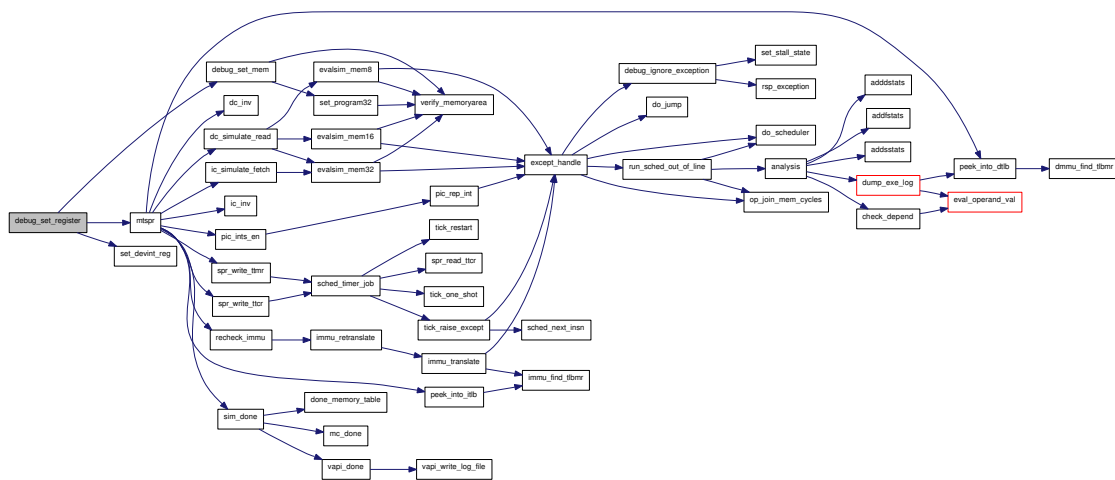 debug_set_register
debug_set_mem
mtspr
set_devint_reg
dc_inv
dc_simulate_read
ic_simulate_fetch
ic_inv
pic_ints_en
spr_write_ttmr
spr_write_ttcr
recheck_immu
sim_done
evalsim_mem8
set_program32
evalsim_mem16
evalsim_mem32
sched_timer_job
immu_retranslate
done_memory_table
mc_done
vapi_done
verify_memoryarea
pic_rep_int
tick_restart
spr_read_ttcr
tick_one_shot
tick_raise_except
immu_translate
peek_into_itlb
vapi_write_log_file
except_handle
sched_next_insn
immu_find_tlbmr
debug_ignore_exception
do_jump
run_sched_out_of_line
set_stall_state
rsp_exception
do_scheduler
analysis
op_join_mem_cycles
adddstats
addfstats
addsstats
dump_exe_log
check_depend
peek_into_dtlb
eval_operand_val
dmmu_find_tlbmr